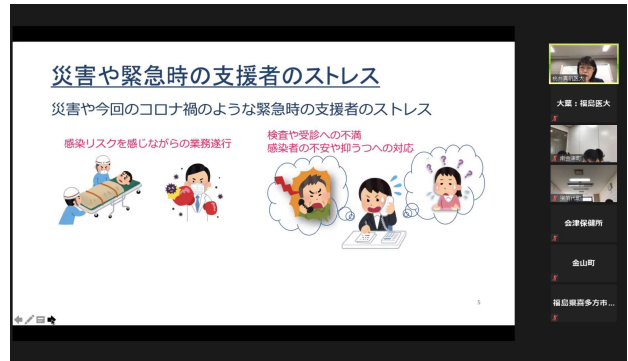 災害や緊急時の支援者のストレス
災害や今回のコロナ禍のような緊急時の支援者のストレス
感染リスクを感じながらの業務遂行
検査や受診への不満
感染者の不安や抑うつへの対応
5
大葉：福島医大
南会津町
会津保健所
金山町
福島県喜多方市...